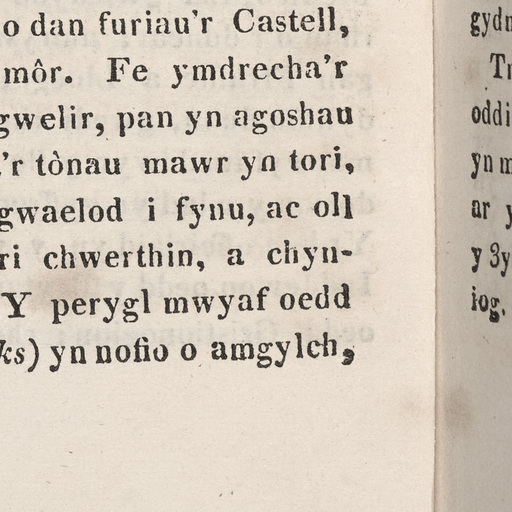 o dan furiau'r Castell,
môr. Fe ymdrecha'r
gwelir, pan yn agoshau
'r tònau mawr yn tori,
gwaelod i fynu, ac oll
ri chwerthin, a chyn-
Y perygl mwyaf oedd
ks) yn nofio o amgylch,
gydn
Tr
oddi
yn m
ar y
y 3y
iog.